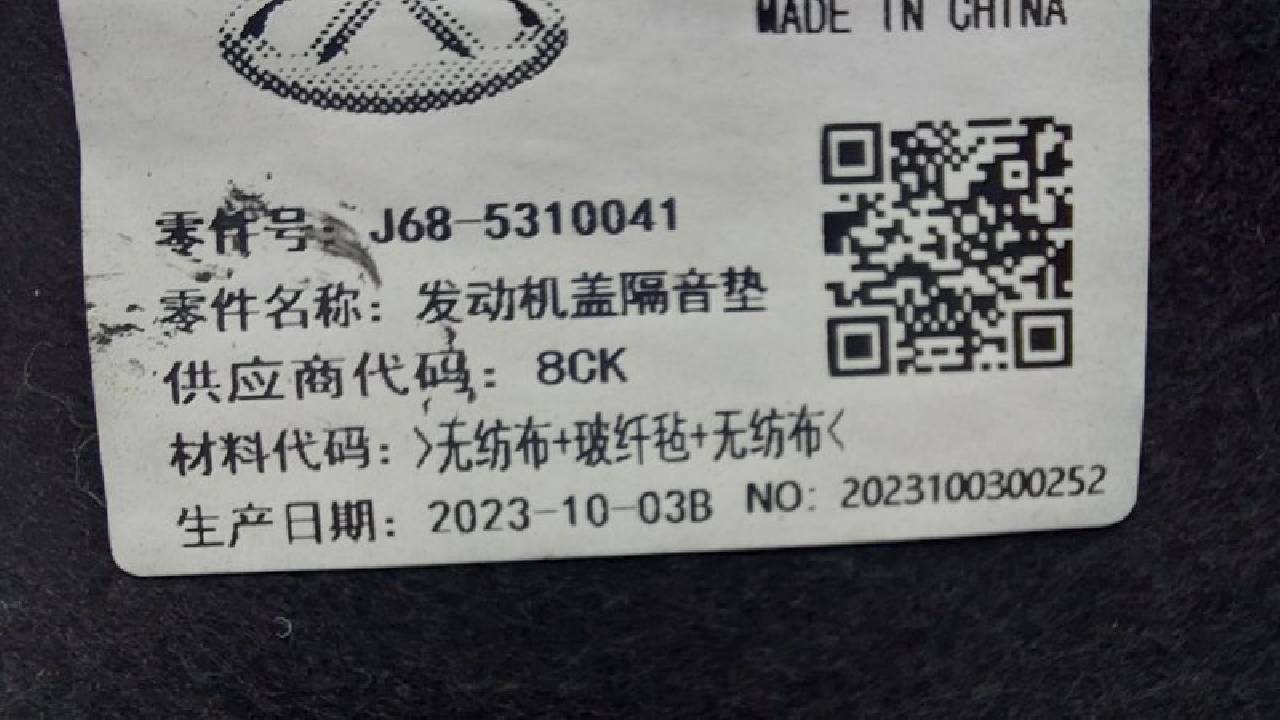 MADE IN CHINA
零件号: J68-5310041
零件名称: 发动机盖隔音垫
供应商代码: 8CK
材料代码: >无纺布+玻纤毡+无纺布<
生产日期: 2023-10-03B NO: 2023100300252